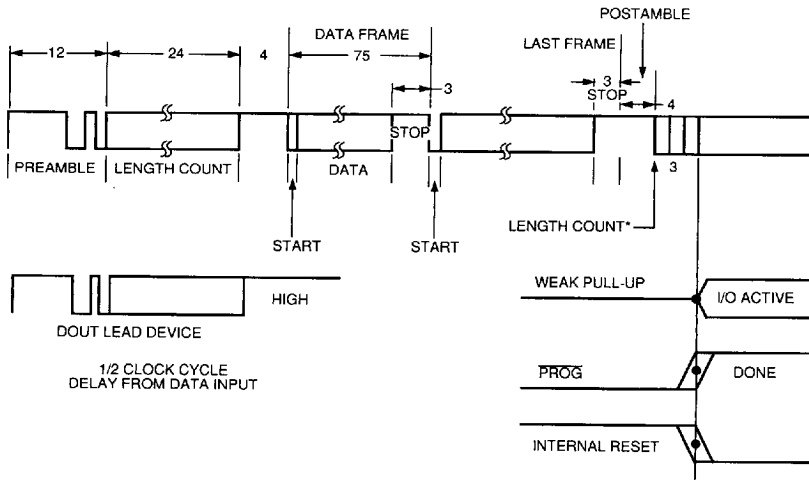 POSTAMBLE
DATA FRAME
LAST FRAME
12
24
4
75
3
3
STOP
4
STOP
PREAMBLE
LENGTH COUNT
DATA
3
START
START
LENGTH COUNT*
HIGH
WEAK PULL-UP
I/O ACTIVE
DOUT LEAD DEVICE
1/2 CLOCK CYCLE
DELAY FROM DATA INPUT
PROG
DONE
INTERNAL RESET